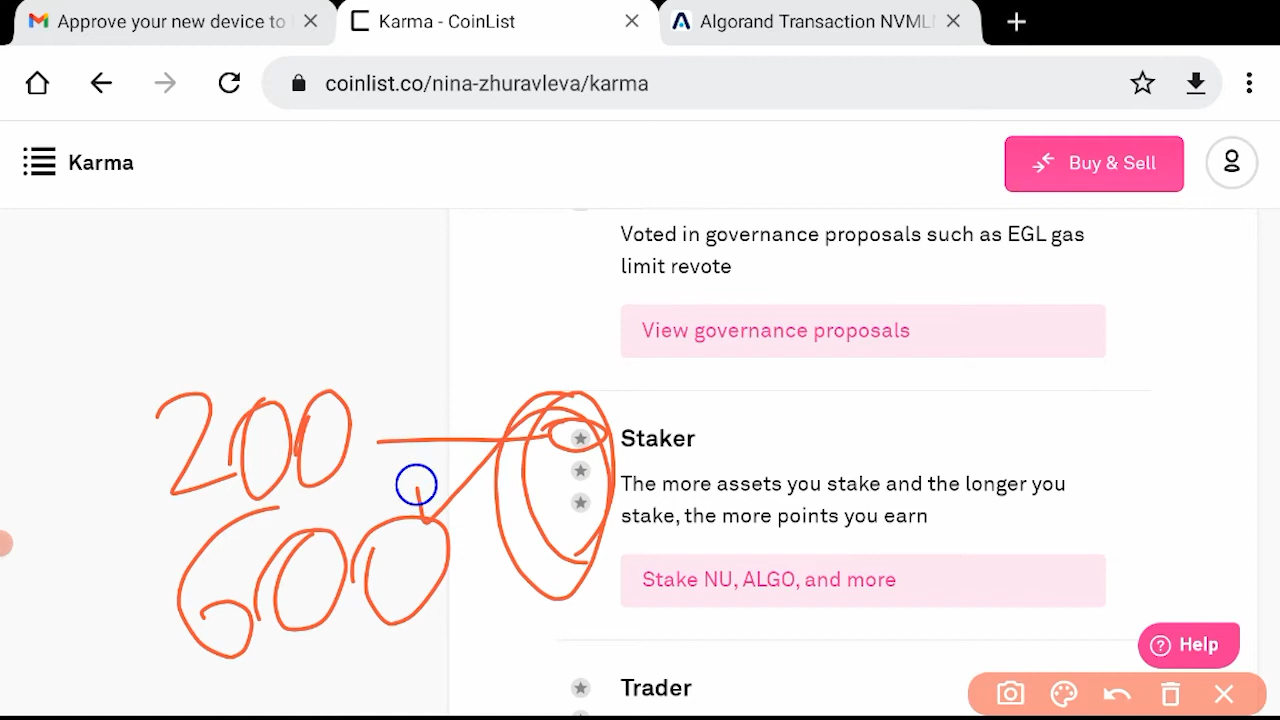 Approve your new device to
Karma - CoinList
Algorand Transaction NVML
coinlist.co/nina-zhuravleva/karma
Karma
Buy & Sell
Voted in governance proposals such as EGL gas
limit revote
View governance proposals
200
600
Staker
The more assets you stake and the longer you
stake, the more points you earn
Stake NU, ALGO, and more
Help
Trader